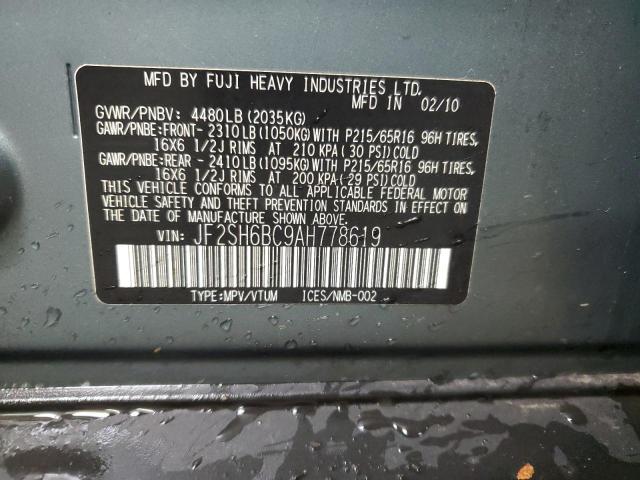 MFD BY FUJI HEAVY INDUSTRIES LTD.
MFD IN 02/10
GVWR/PNBV: 4480LB (2035KG)
GAWR/PNBE:FRONT- 2310LB(1050KG)WITH P215/65R16 96H TIRES,
16X6 1/2J RIMS AT 210 KPA ( 30 PSI)COLD
GAWR/PNBE:REAR - 2410LB(1095KG)WITH P215/65R16 96H TIRES,
16X6 1/2J RIMS AT 200 KPA ( 29 PSI)COLD
THIS VEHICLE CONFORMS TO ALL APPLICABLE FEDERAL MOTOR
VEHICLE SAFETY AND THEFT PREVENTION STANDARDS IN EFFECT
ON THE DATE OF MANUFACTURE SHOWN ABOVE.
VIN: JF2SH6BC9AH778619
TYPE:MPV/VTUM ICES/NMB-002